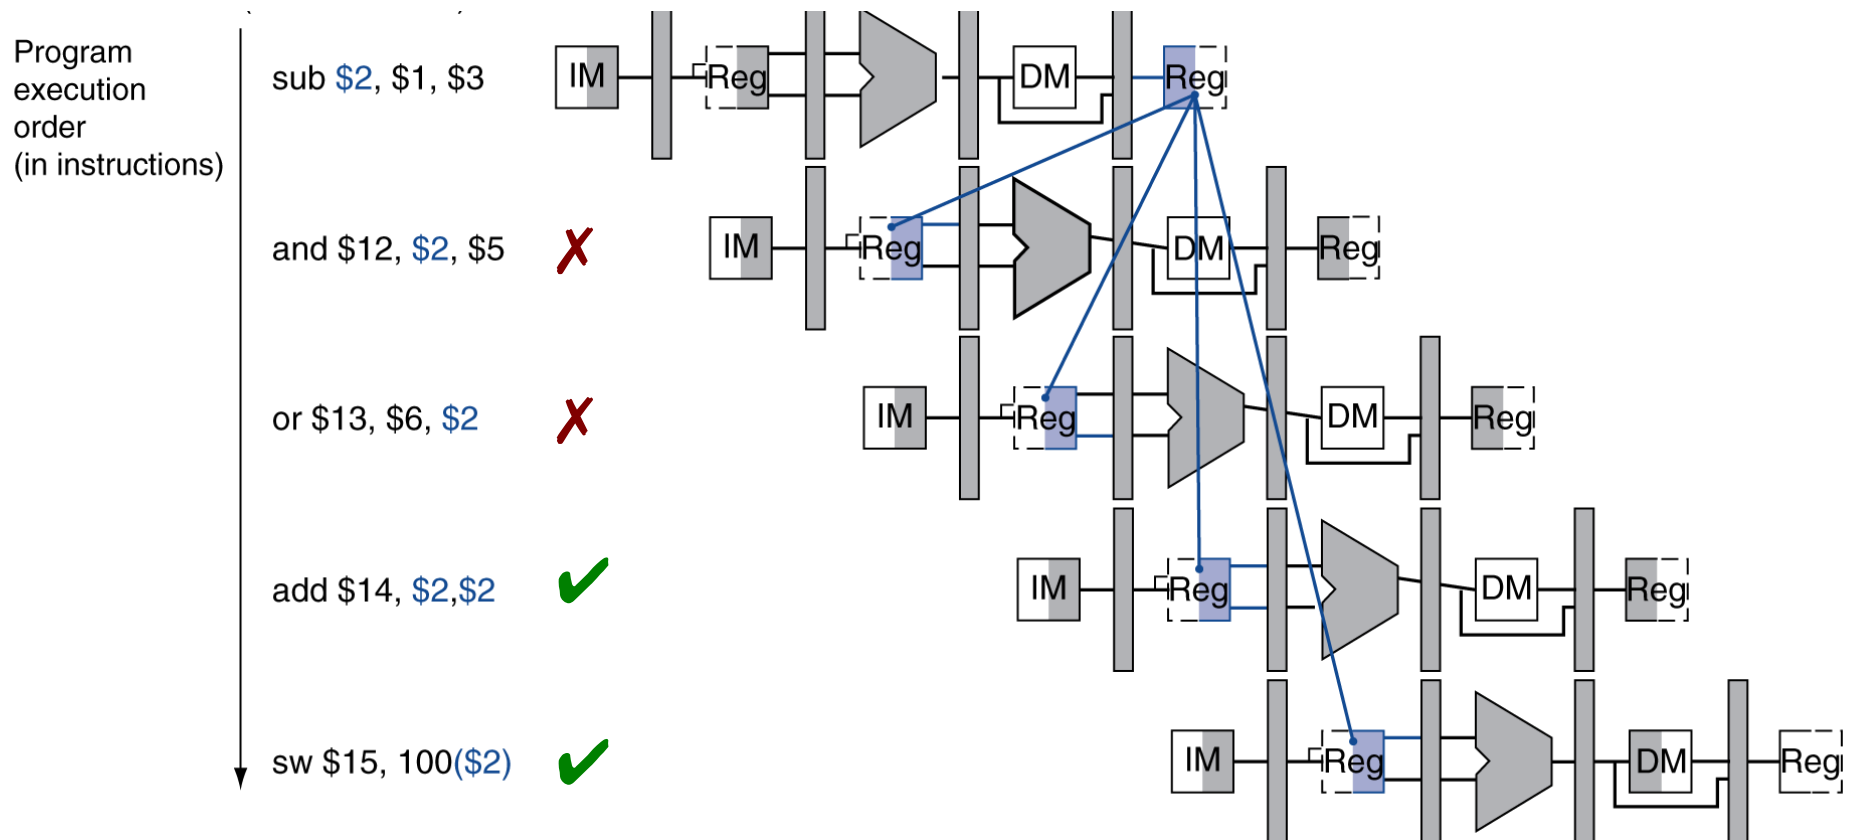 Program
execution
order
(in instructions)
sub $2, $1, $3
IM
Reg
DM
Reg
and $12, $2, $5
✗
IM
Reg
DM
Reg
or $13, $6, $2
✗
IM
Reg
DM
Reg
add $14, $2,$2
✔
IM
Reg
DM
Reg
sw $15, 100($2)
✔
IM
Reg
DM
Reg